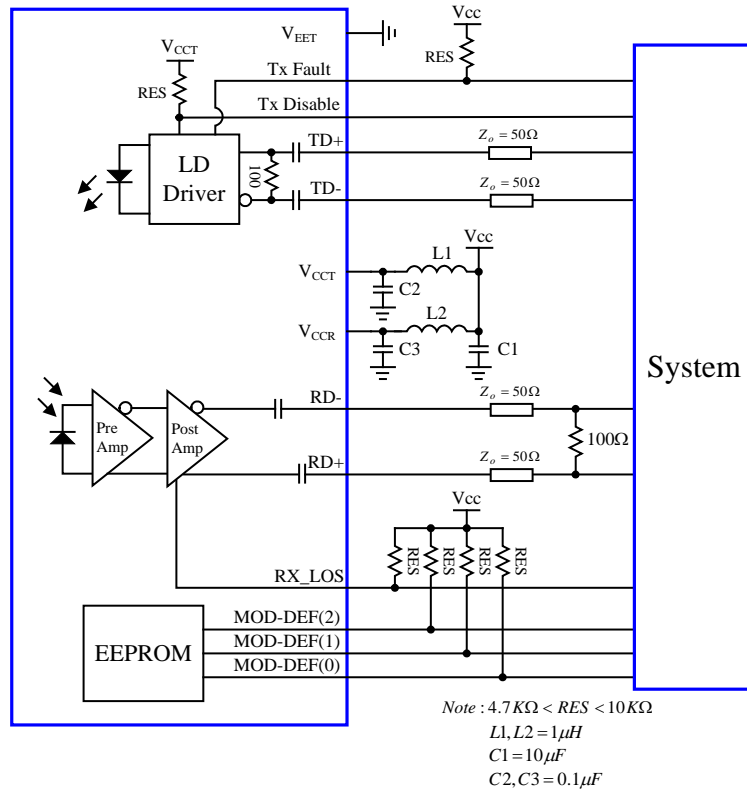 V_EET
Vcc
RES
Tx Fault
V_CCT
RES
Tx Disable
TD+
Z_o = 50Ω
LD
Driver
100
TD-
Z_o = 50Ω
Vcc
L1
V_CCT
C2
L2
V_CCR
C3
C1
System
RD-
Z_o = 50Ω
Pre
Amp
Post
Amp
100Ω
RD+
Z_o = 50Ω
Vcc
RES
RES
RES
RES
RX_LOS
MOD-DEF(2)
EEPROM
MOD-DEF(1)
MOD-DEF(0)
Note : 4.7KΩ < RES < 10KΩ
L1, L2 = 1μH
C1 = 10μF
C2, C3 = 0.1μF